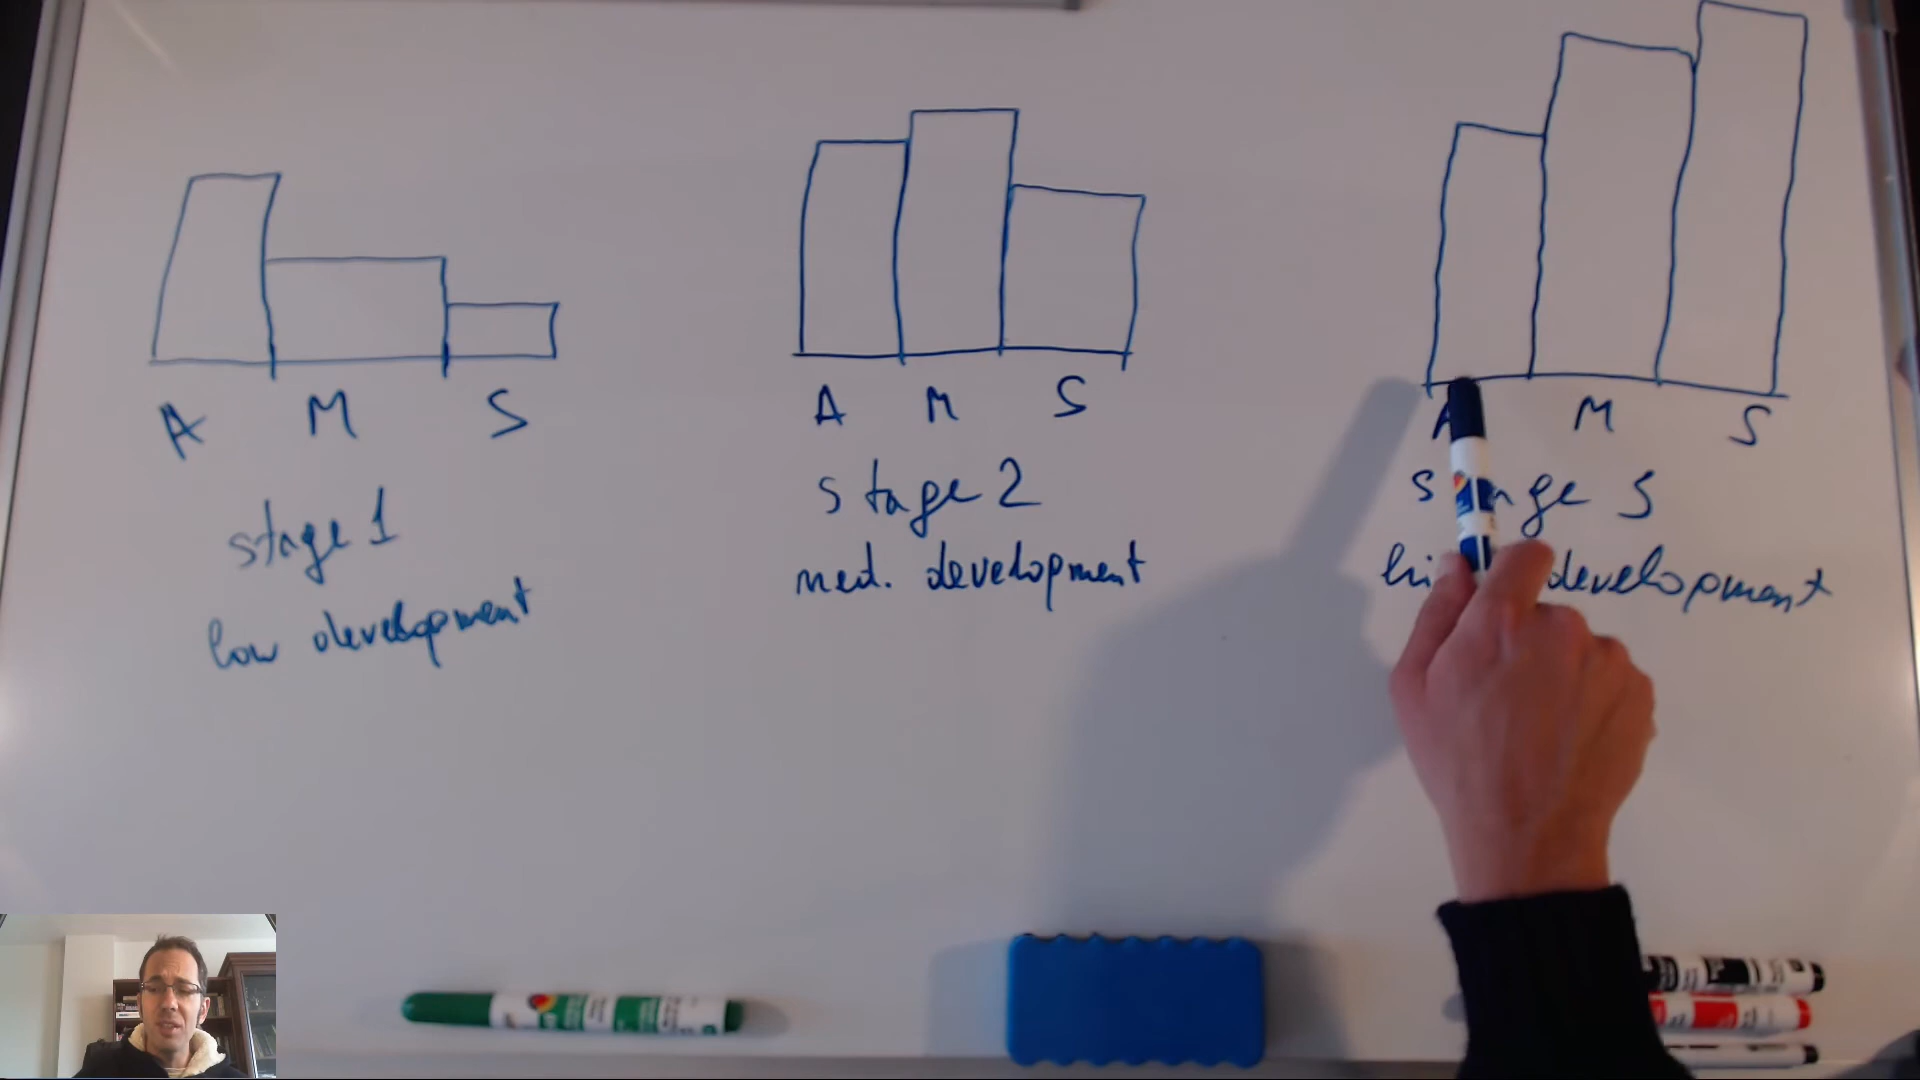 A M S
stage 1
low development
A M S
stage 2
med. development
A M S
development